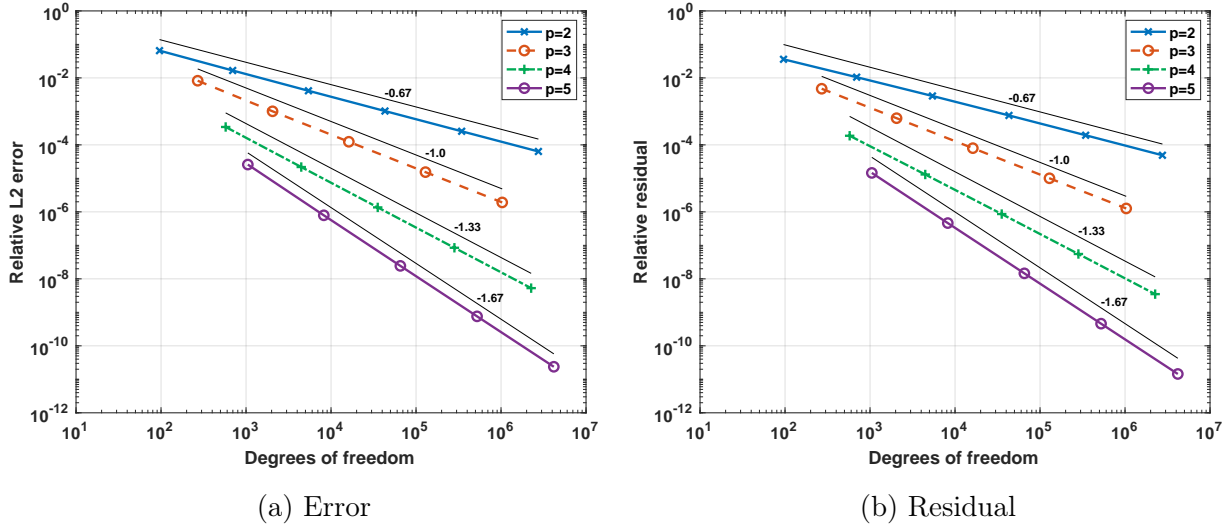 10^0
10^-2
10^-4
10^-6
10^-8
10^-10
10^-12
Relative L2 error
10^1 10^2 10^3 10^4 10^5 10^6 10^7
Degrees of freedom
p=2
p=3
p=4
p=5
-0.67
-1.0
-1.33
-1.67
(a) Error
10^0
10^-2
10^-4
10^-6
10^-8
10^-10
10^-12
Relative residual
10^1 10^2 10^3 10^4 10^5 10^6 10^7
Degrees of freedom
p=2
p=3
p=4
p=5
-0.67
-1.0
-1.33
-1.67
(b) Residual